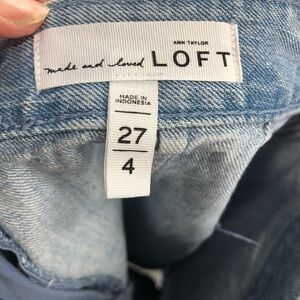 ANN TAYLOR
made and loved LOFT
MADE IN
INDONESIA
27
4